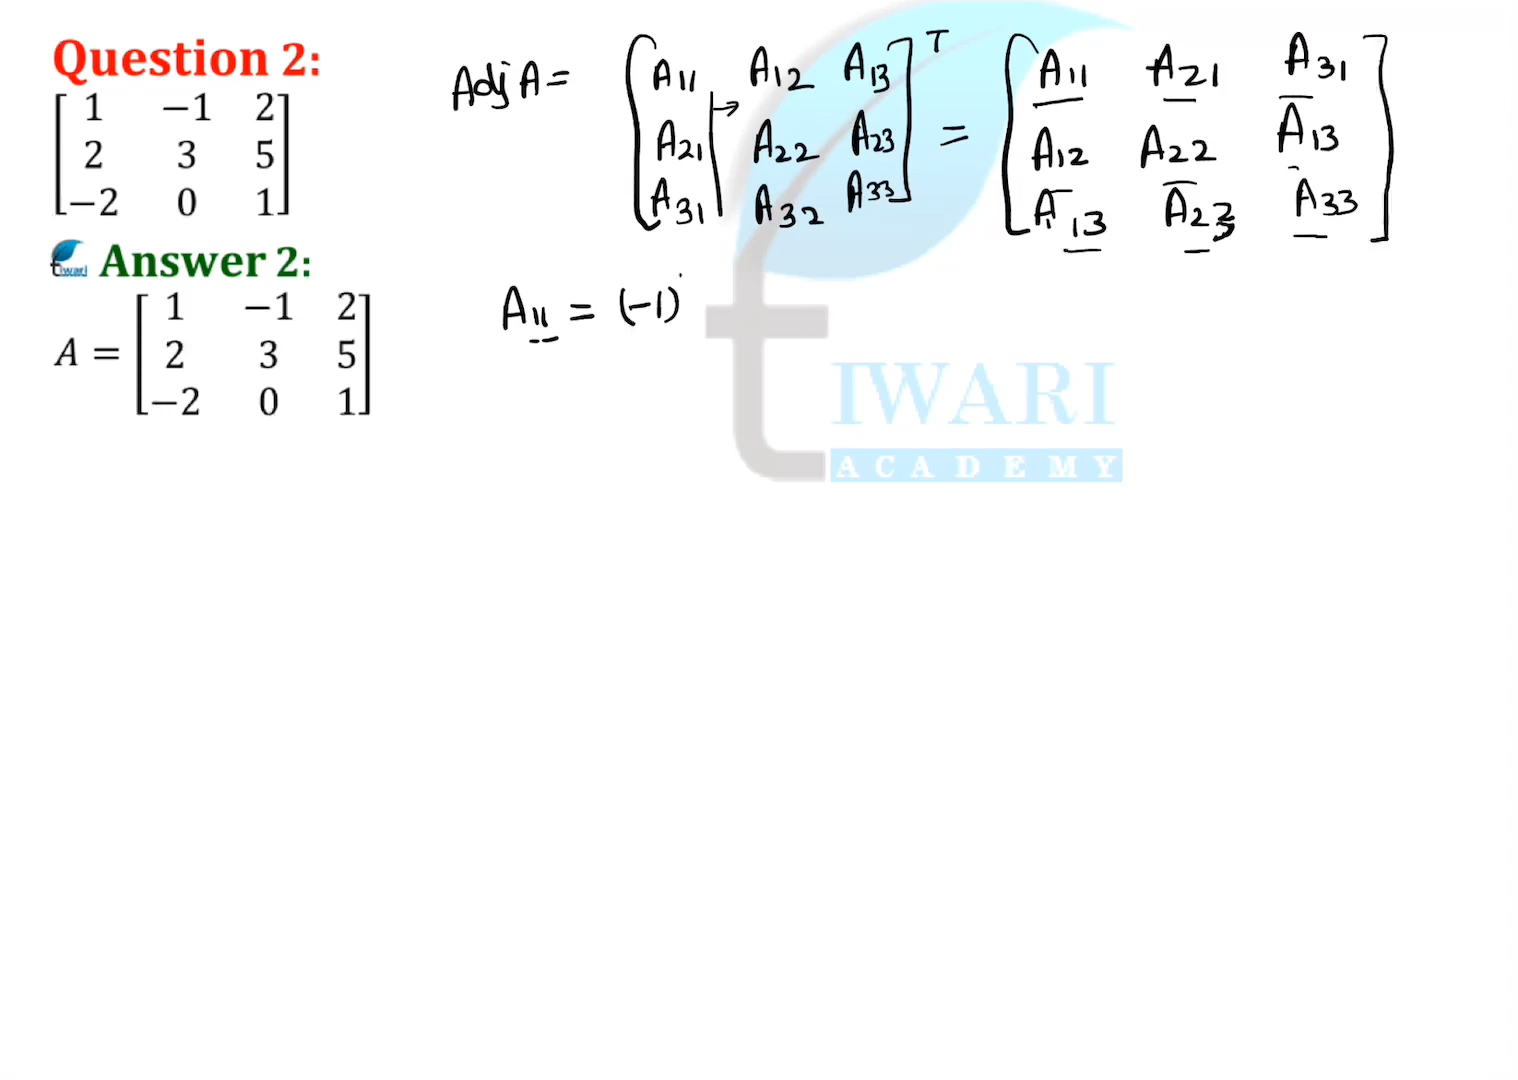 Question 2:
[ 1 −1 2 ]
[ 2 3 5 ]
[ −2 0 1 ]
tiwari Answer 2:
A = [ 1 −1 2 ]
[ 2 3 5 ]
[ −2 0 1 ]
Adj A = [ A11 A12 A13 ]T = [ A11 A21 A31 ]
[ A21 A22 A23 ] [ A12 A22 A13 ]
[ A31 A32 A33 ] [ A13 A23 A33 ]
A11 = (−1)
tIWARI
ACADEMY